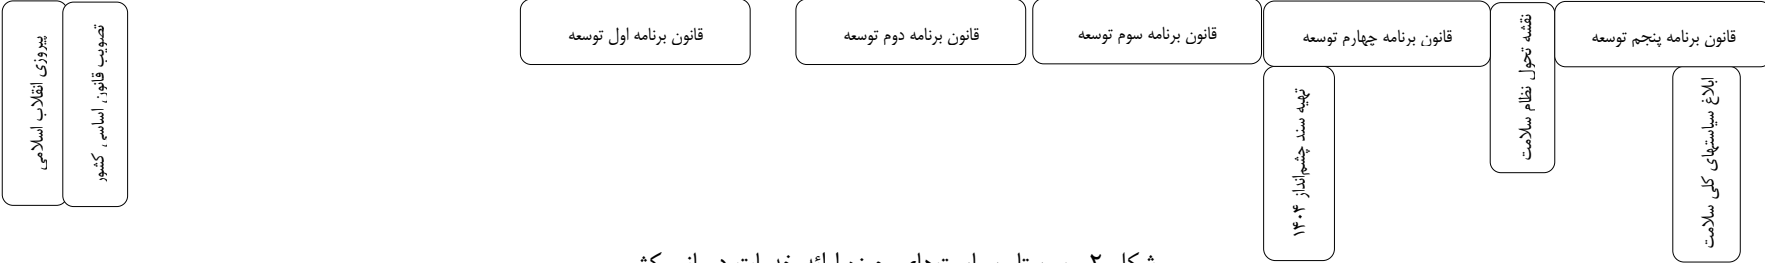 پیروزی انقلاب اسلامی
تصویب قانون اساسی کشور
قانون برنامه اول توسعه
قانون برنامه دوم توسعه
قانون برنامه سوم توسعه
قانون برنامه چهارم توسعه
تهیه سند چشم‌انداز ۱۴۰۴
نقشه تحول نظام سلامت
قانون برنامه پنجم توسعه
ابلاغ سیاستهای کلی سلامت
شکل ۲